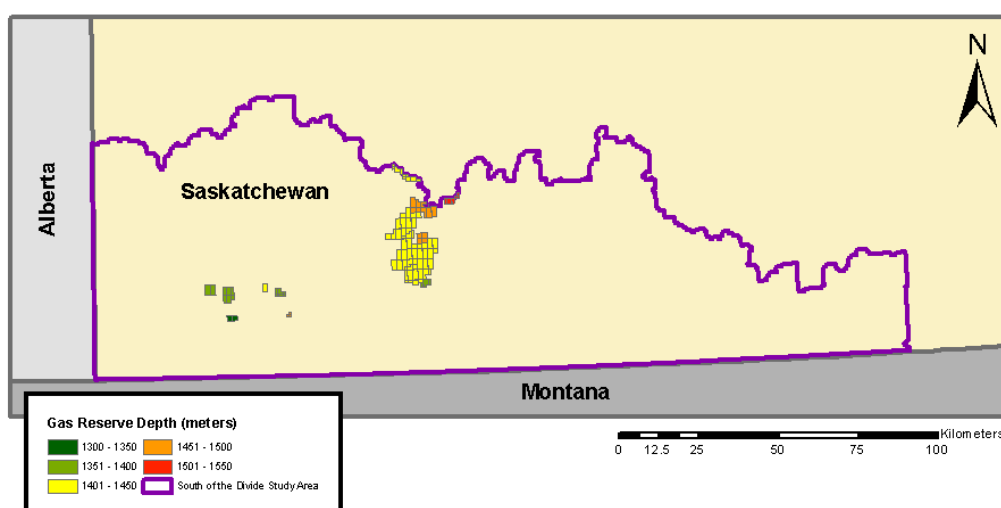 N
Alberta
Saskatchewan
Montana
Gas Reserve Depth (meters)
1300 - 1350
1451 - 1500
1351 - 1400
1501 - 1550
1401 - 1450
South of the Divide Study Area
Kilometers
0 12.5 25 50 75 100